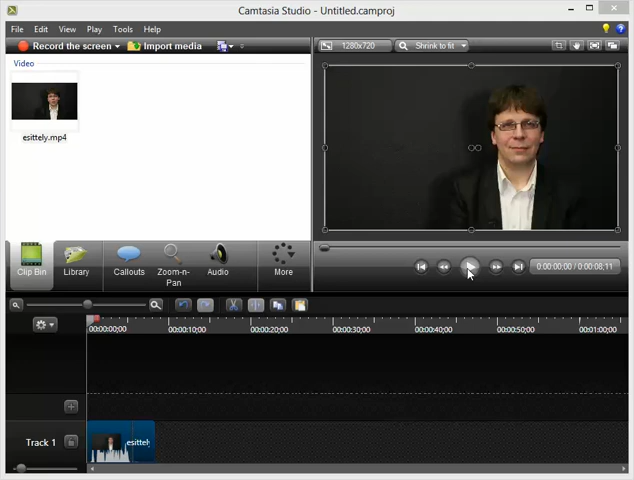 Camtasia Studio - Untitled.camproj
File Edit View Play Tools Help
Record the screen Import media
1280x720 Shrink to fit
Video
esittely.mp4
Clip Bin Library Callouts Zoom-n-Pan Audio More
0:00:00;00 / 0:00:08;11
00:00:00;00 00:00:10;00 00:00:20;00 00:00:30;00 00:00:40;00 00:00:50;00 00:01:00;00
Track 1 esittely